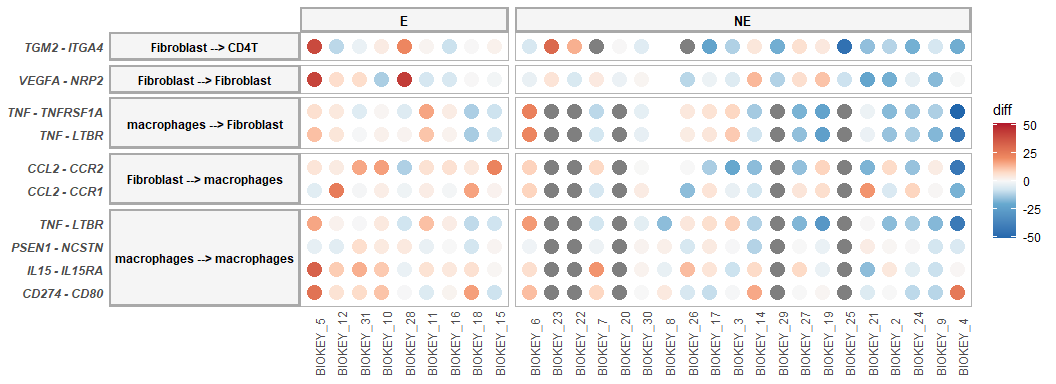 E
NE
TGM2 - ITGA4
Fibroblast --> CD4T
VEGFA - NRP2
Fibroblast --> Fibroblast
TNF - TNFRSF1A
TNF - LTBR
macrophages --> Fibroblast
CCL2 - CCR2
CCL2 - CCR1
Fibroblast --> macrophages
TNF - LTBR
PSEN1 - NCSTN
IL15 - IL15RA
CD274 - CD80
macrophages --> macrophages
diff
50
25
0
-25
-50
BIOKEY_5
BIOKEY_12
BIOKEY_31
BIOKEY_10
BIOKEY_28
BIOKEY_11
BIOKEY_16
BIOKEY_18
BIOKEY_15
BIOKEY_6
BIOKEY_23
BIOKEY_22
BIOKEY_7
BIOKEY_20
BIOKEY_30
BIOKEY_8
BIOKEY_26
BIOKEY_17
BIOKEY_3
BIOKEY_14
BIOKEY_29
BIOKEY_27
BIOKEY_19
BIOKEY_25
BIOKEY_21
BIOKEY_2
BIOKEY_24
BIOKEY_9
BIOKEY_4